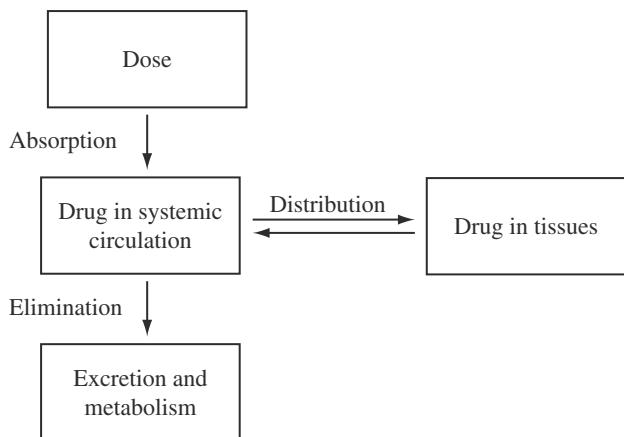 Dose
Absorption
Drug in systemic
circulation
Distribution
Drug in tissues
Elimination
Excretion and
metabolism